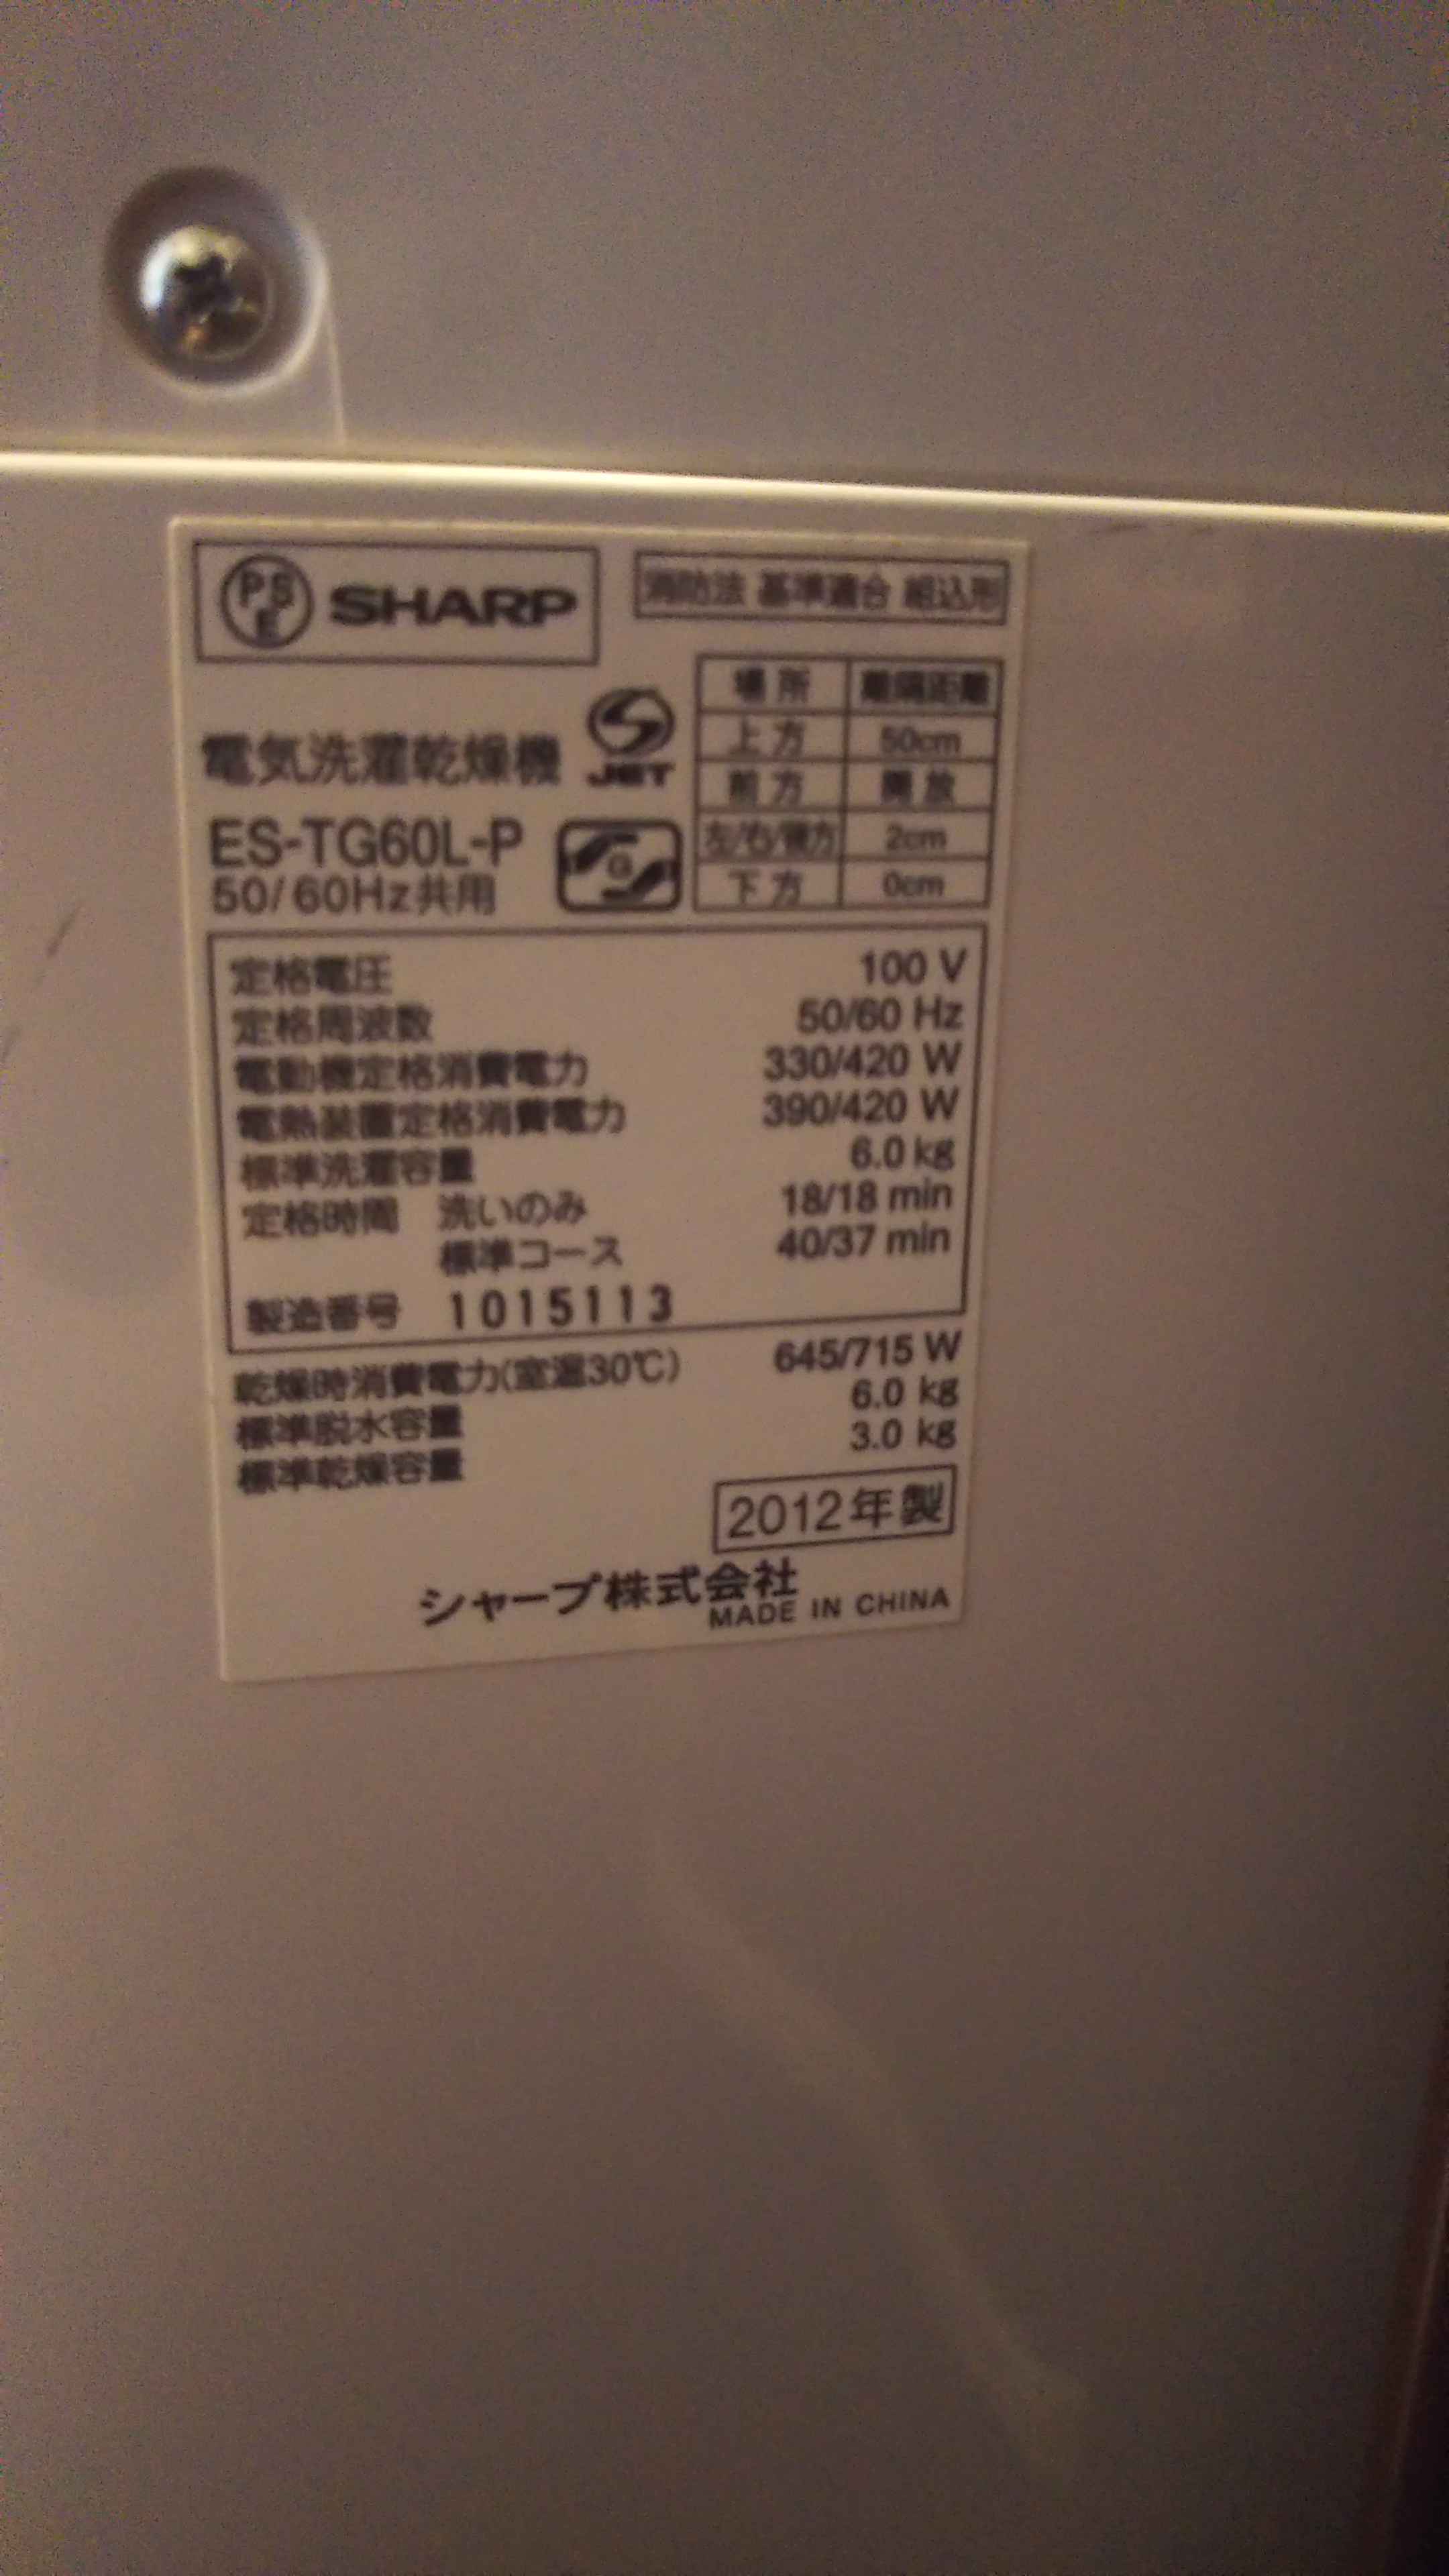 PSE SHARP
消防法 基準適合 組込形
電気洗濯乾燥機
JET
ES-TG60L-P
50/60Hz共用
G
場所 離隔距離
上方 50cm
前方 開放
左/右/後方 2cm
下方 0cm
定格電圧 100 V
定格周波数 50/60 Hz
電動機定格消費電力 330/420 W
電熱装置定格消費電力 390/420 W
標準洗濯容量 6.0 kg
定格時間 洗いのみ 18/18 min
標準コース 40/37 min
製造番号 1015113
乾燥時消費電力(室温30℃) 645/715 W
標準脱水容量 6.0 kg
標準乾燥容量 3.0 kg
2012年製
シャープ株式会社
MADE IN CHINA